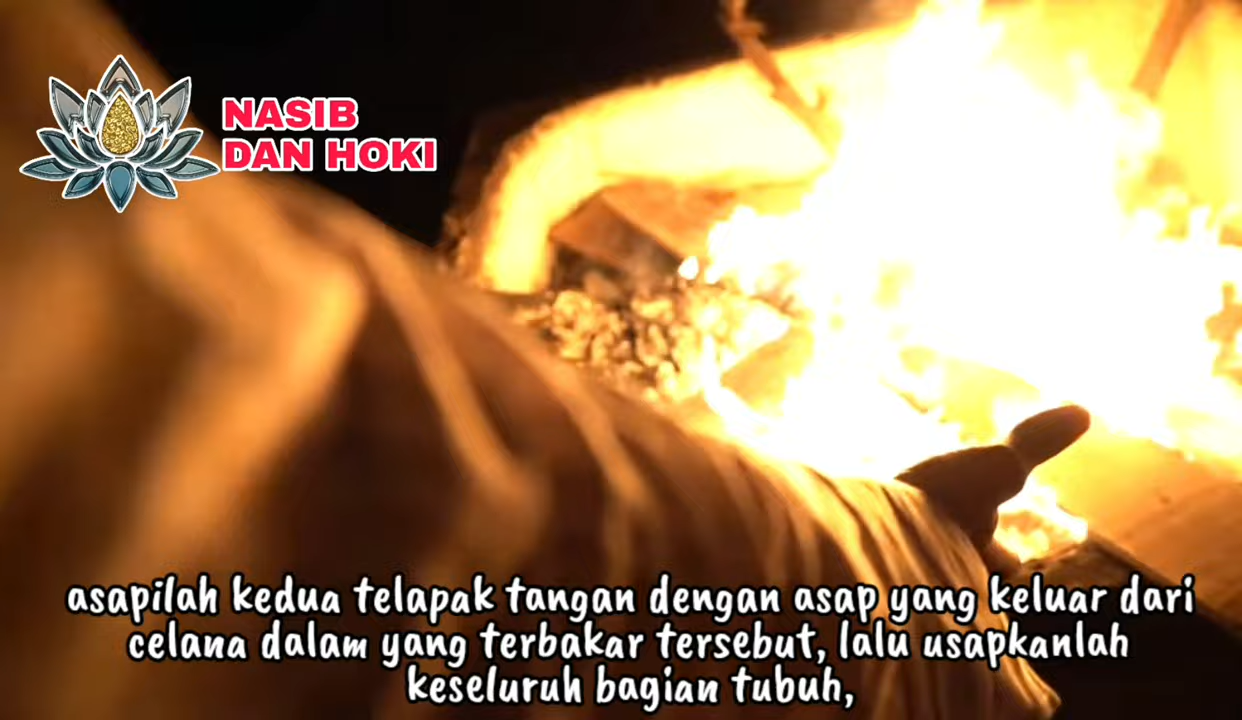 NASIB
DAN HOKI
asapilah kedua telapak tangan dengan asap yang keluar dari
celana dalam yang terbakar tersebut, lalu usapkanlah
keseluruh bagian tubuh,